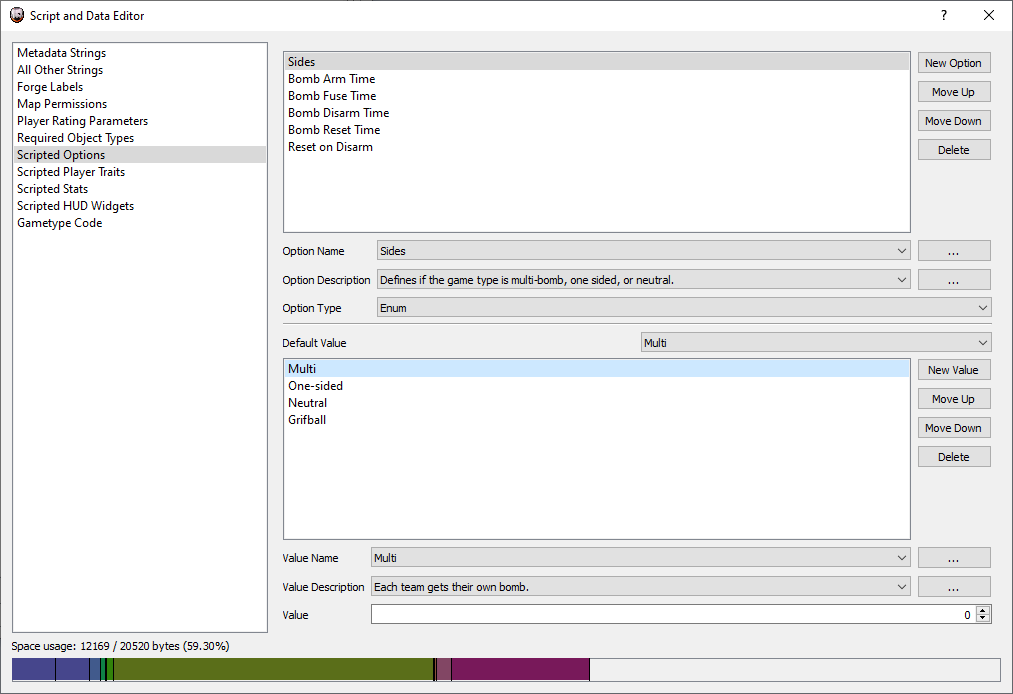 Script and Data Editor
?
Metadata Strings
All Other Strings
Forge Labels
Map Permissions
Player Rating Parameters
Required Object Types
Scripted Options
Scripted Player Traits
Scripted Stats
Scripted HUD Widgets
Gametype Code
Sides
Bomb Arm Time
Bomb Fuse Time
Bomb Disarm Time
Bomb Reset Time
Reset on Disarm
New Option
Move Up
Move Down
Delete
Option Name Sides ...
Option Description Defines if the game type is multi-bomb, one sided, or neutral. ...
Option Type Enum
Default Value Multi
Multi
One-sided
Neutral
Grifball
New Value
Move Up
Move Down
Delete
Value Name Multi ...
Value Description Each team gets their own bomb. ...
Value 0
Space usage: 12169 / 20520 bytes (59.30%)